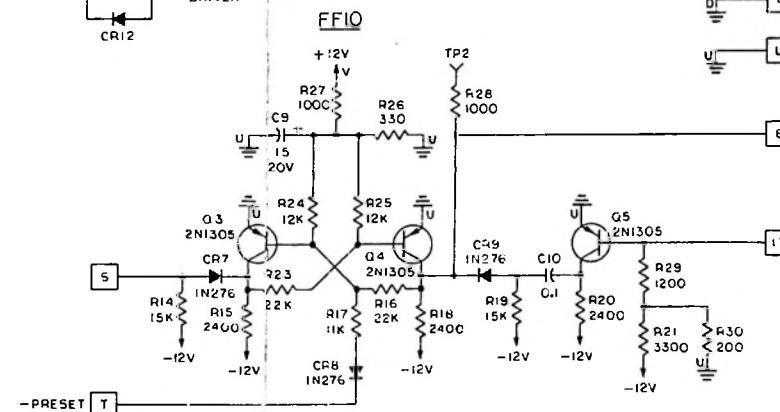 FF10
CR12
+12V
V
TP2
R27
1000
R28
1000
C9
+
R26
330
U
U
U
U
15
20V
R24
12K
R25
12K
U
U
U
Q3
2N1305
Q4
2N1305
Q5
2N1305
CR7
1N276
CR9
1N276
C10
0.1
S
R23
22K
R14
15K
R15
2400
R17
11K
R16
22K
R18
2400
R19
15K
R20
2400
R29
1200
R21
3300
R30
200
U
-12V
-12V
-12V
-12V
-12V
-12V
CR8
1N276
-PRESET T